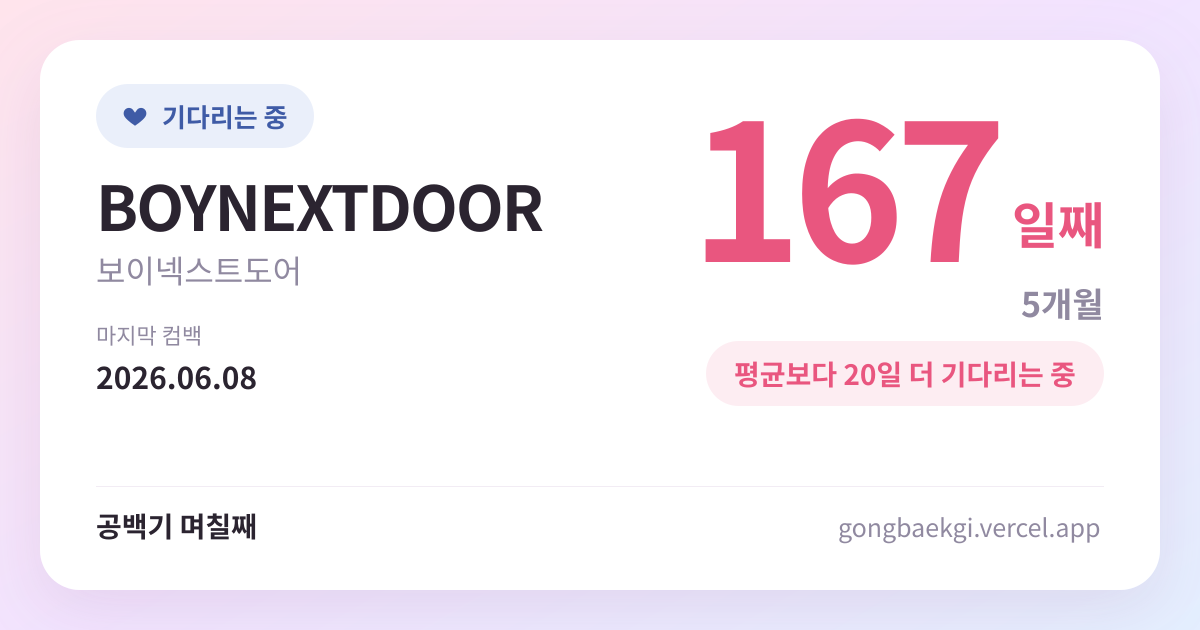 기다리는 중
BOYNEXTDOOR
보이넥스트도어
마지막 컴백
2026.06.08
167 일째
5개월
평균보다 20일 더 기다리는 중
공백기 며칠째
gongbaekgi.vercel.app